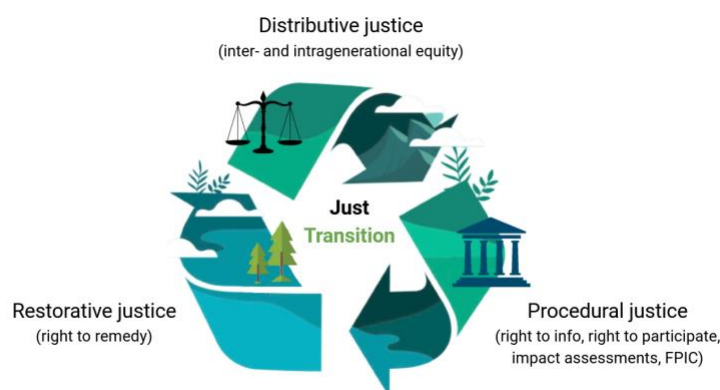 Distributive justice
(inter- and intragenerational equity)
Just
Transition
Restorative justice
(right to remedy)
Procedural justice
(right to info, right to participate,
impact assessments, FPIC)